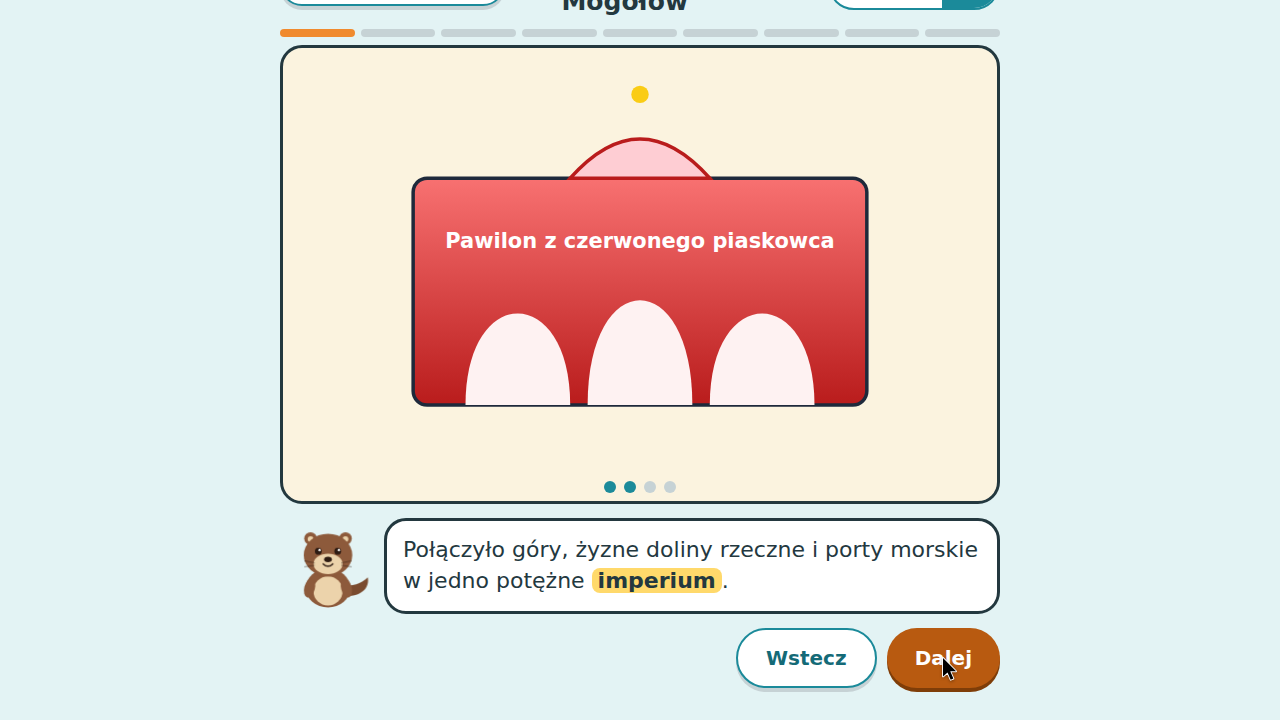 Mogołów
Pawilon z czerwonego piaskowca
Połączyło góry, żyzne doliny rzeczne i porty morskie
w jedno potężne imperium.
Wstecz
Dalej